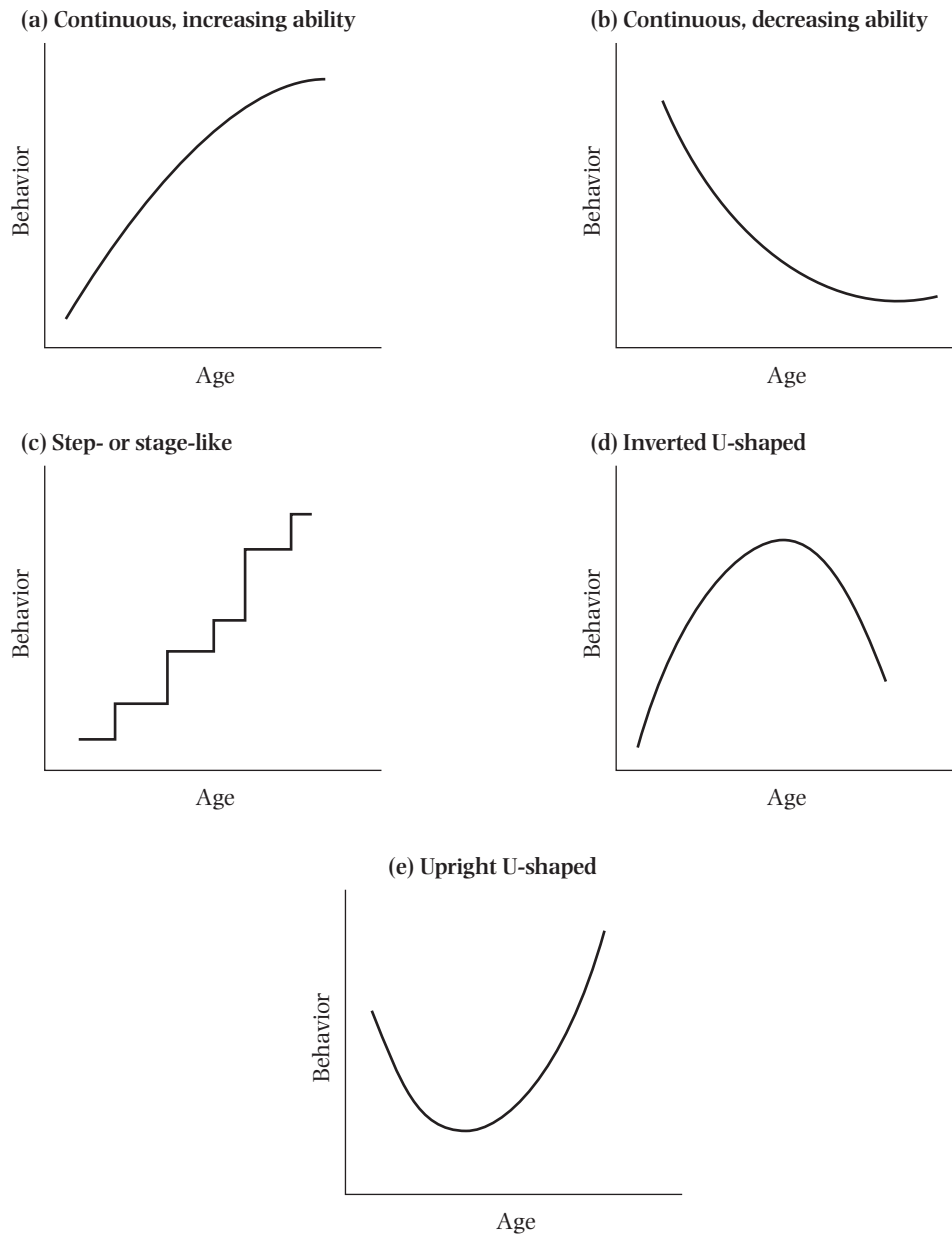 (a) Continuous, increasing ability
Behavior
Age
(b) Continuous, decreasing ability
Behavior
Age
(c) Step- or stage-like
Behavior
Age
(d) Inverted U-shaped
Behavior
Age
(e) Upright U-shaped
Behavior
Age